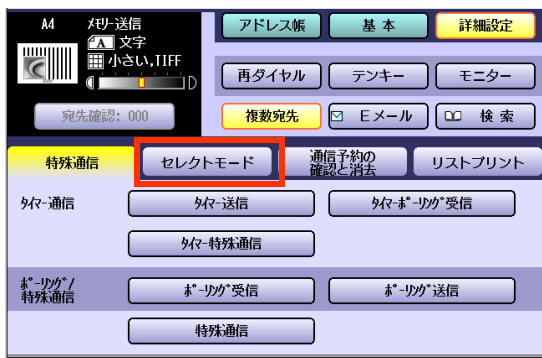 A4 ﾒﾓﾘｰ送信
A 文字
小さい,TIFF
D
宛先確認: 000
アドレス帳 基 本 詳細設定
再ダイヤル テンキー モニター
複数宛先 Eメール 検 索
特殊通信 セレクトモード 通信予約の
確認と消去 リストプリント
ﾀｲﾏｰ通信 ﾀｲﾏｰ送信 ﾀｲﾏｰﾎﾟｰﾘﾝｸﾞ受信
ﾀｲﾏｰ特殊通信
ﾎﾟｰﾘﾝｸﾞ/
特殊通信 ﾎﾟｰﾘﾝｸﾞ受信 ﾎﾟｰﾘﾝｸﾞ送信
特殊通信